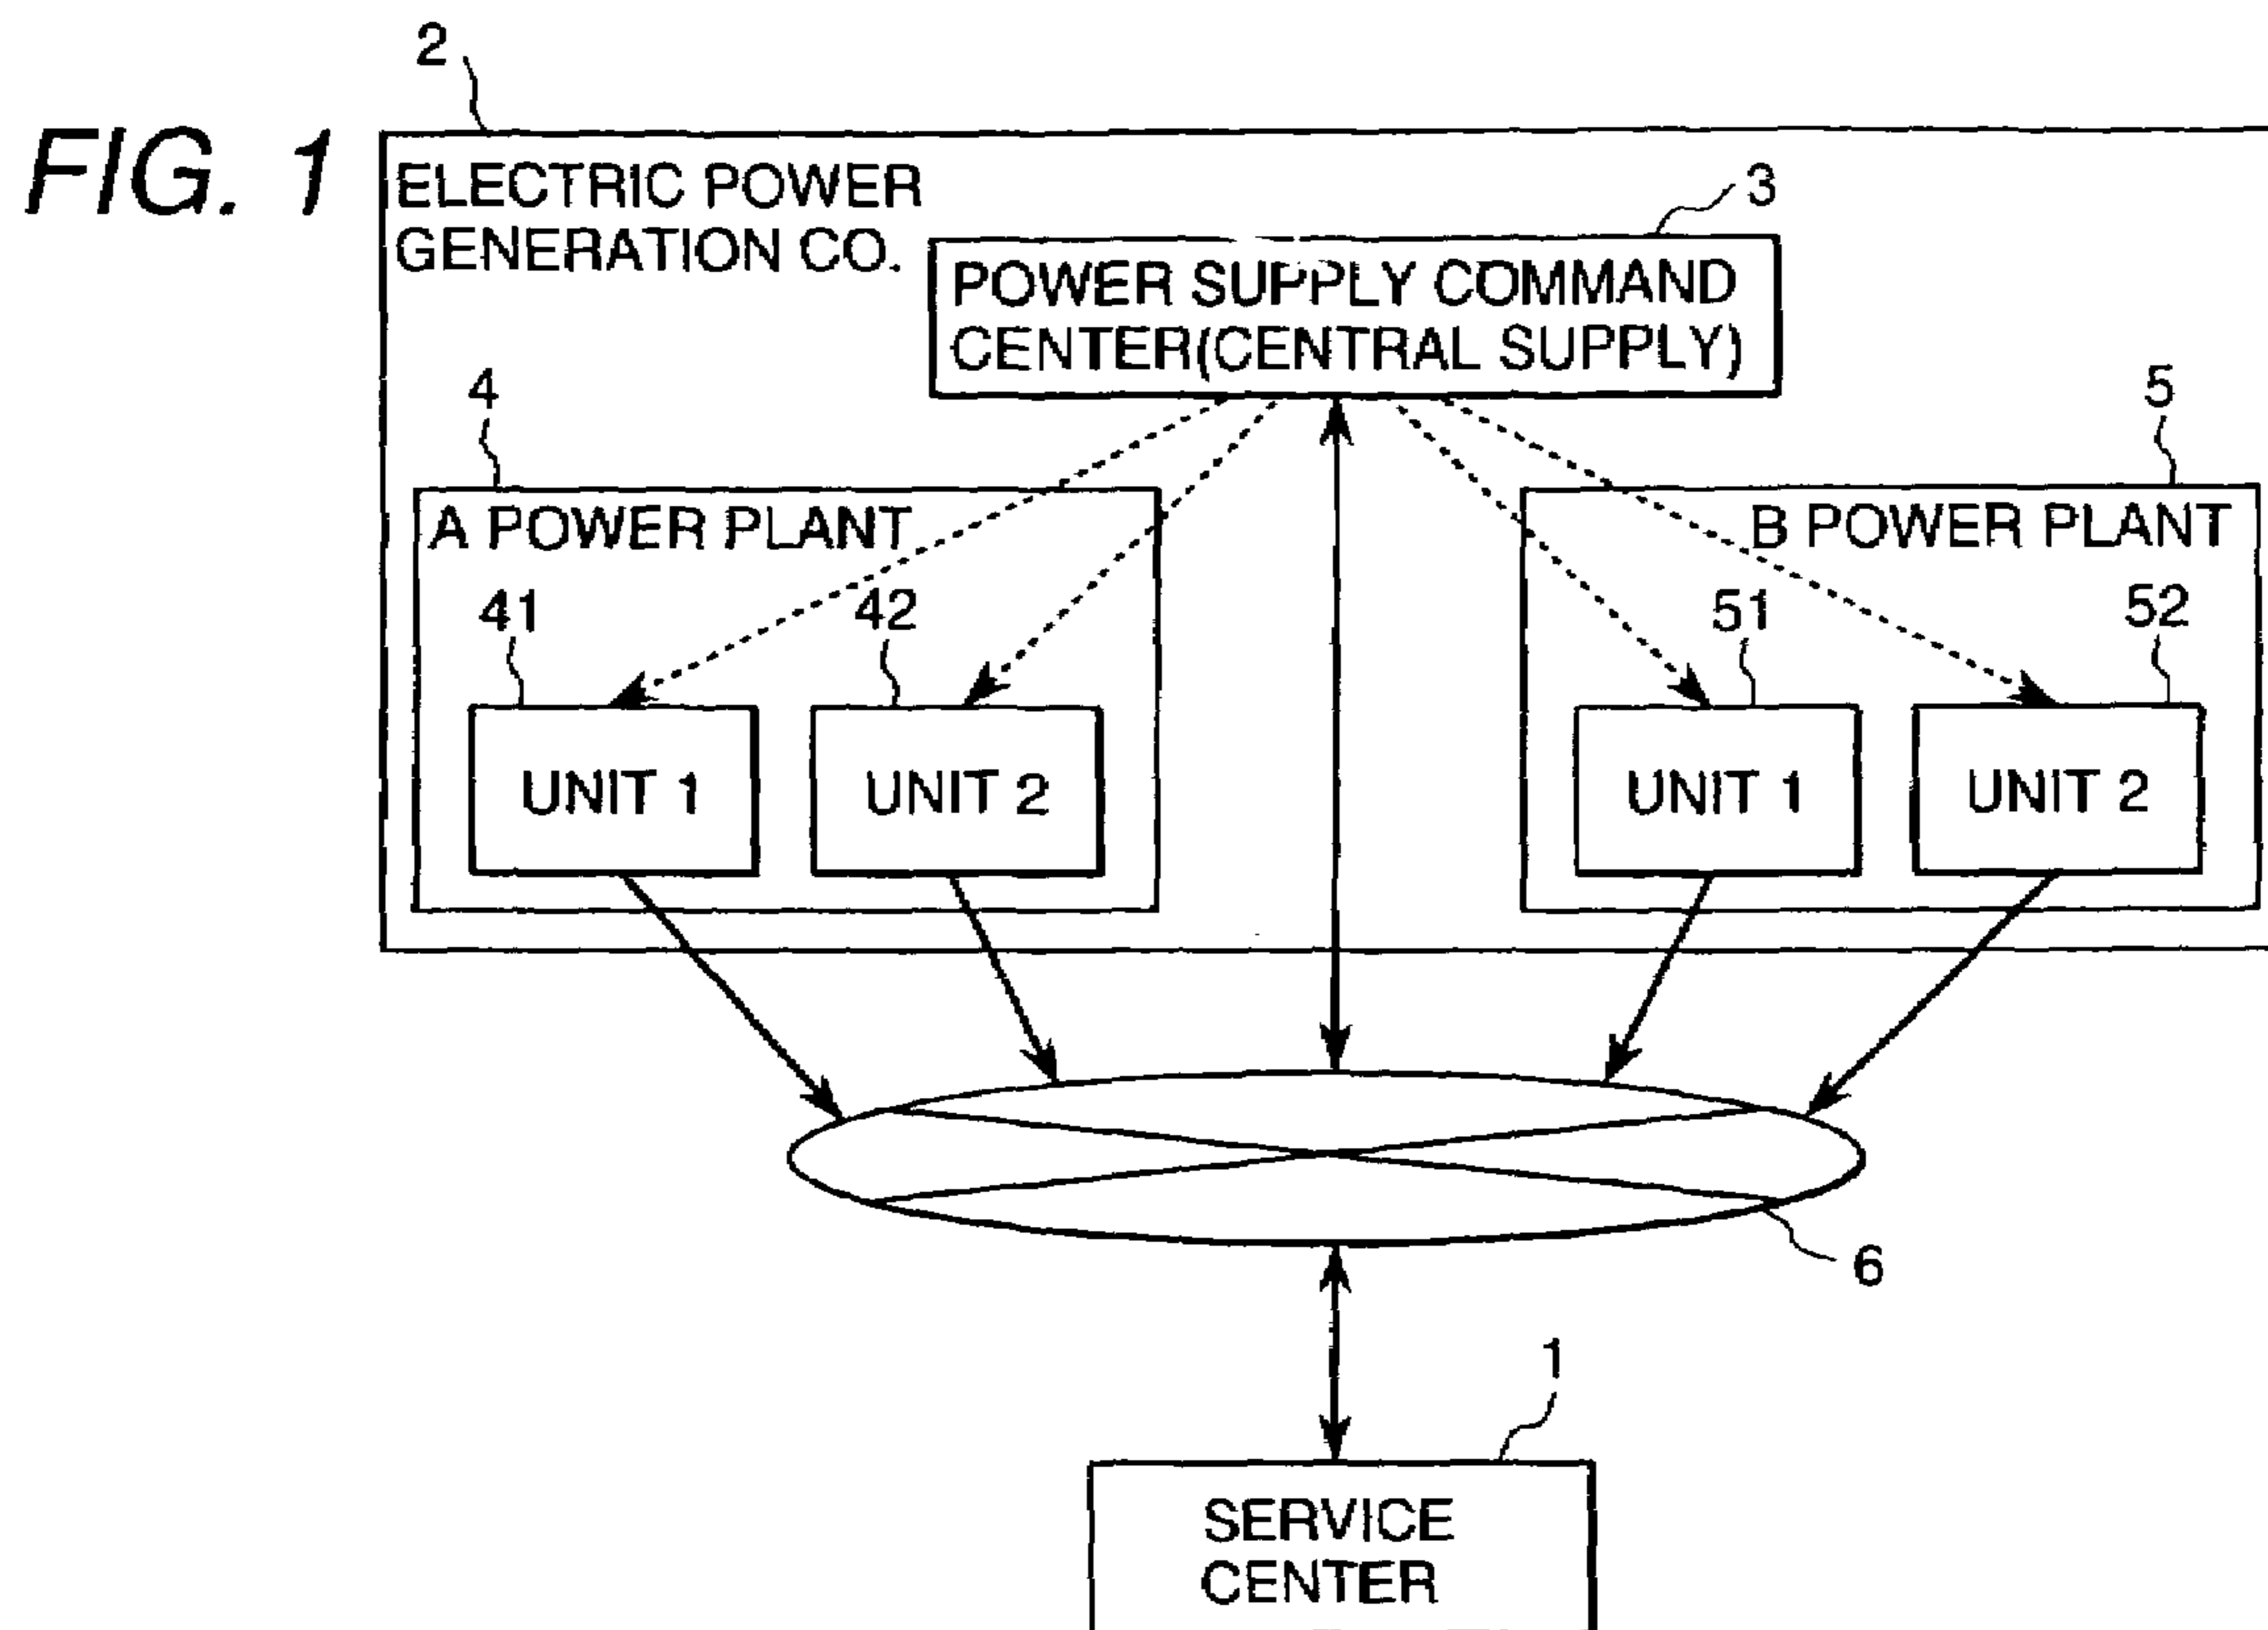 2
FIG. 1
ELECTRIC POWER
GENERATION CO.
3
POWER SUPPLY COMMAND
CENTER(CENTRAL SUPPLY)
4
5
A POWER PLANT
B POWER PLANT
41
42
51
52
UNIT 1
UNIT 2
UNIT 1
UNIT 2
6
1
SERVICE
CENTER